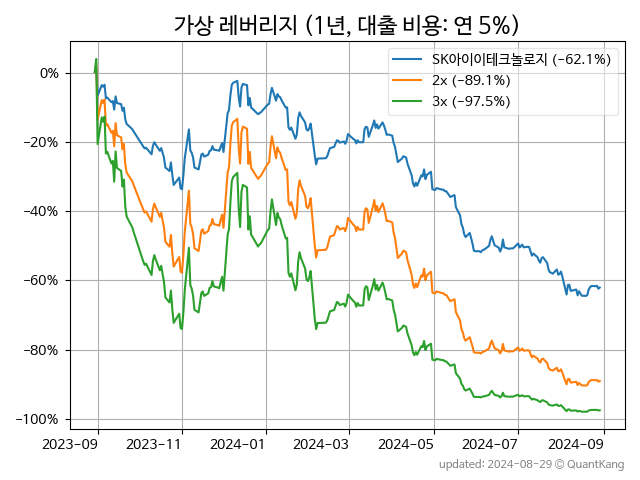 가상 레버리지 (1년, 대출 비용: 연 5%)
SK아이이테크놀로지 (−62.1%)
2x (−89.1%)
3x (−97.5%)
0%
−20%
−40%
−60%
−80%
−100%
2023-09 2023-11 2024-01 2024-03 2024-05 2024-07 2024-09
updated: 2024-08-29 © QuantKang